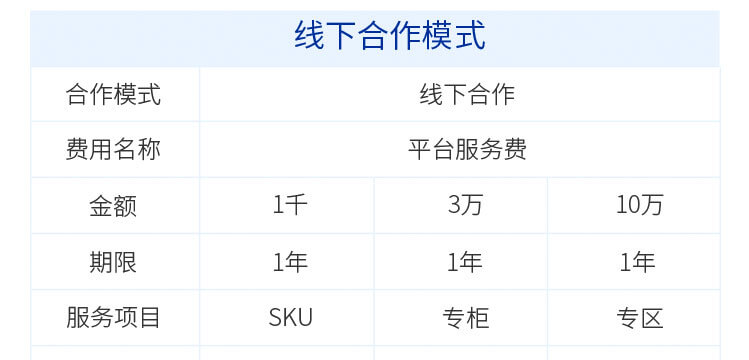 线下合作模式
合作模式 线下合作
费用名称 平台服务费
金额 1千 3万 10万
期限 1年 1年 1年
服务项目 SKU 专柜 专区